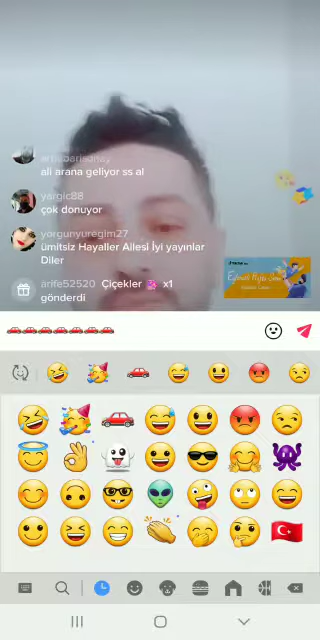 ali arana geliyor ss al
yargic88
çok donuyor
yorgunyuregim27
ümitsiz Hayaller Ailesi İyi yayınlar
Diler
arife52520 Çiçekler x1
gönderdi